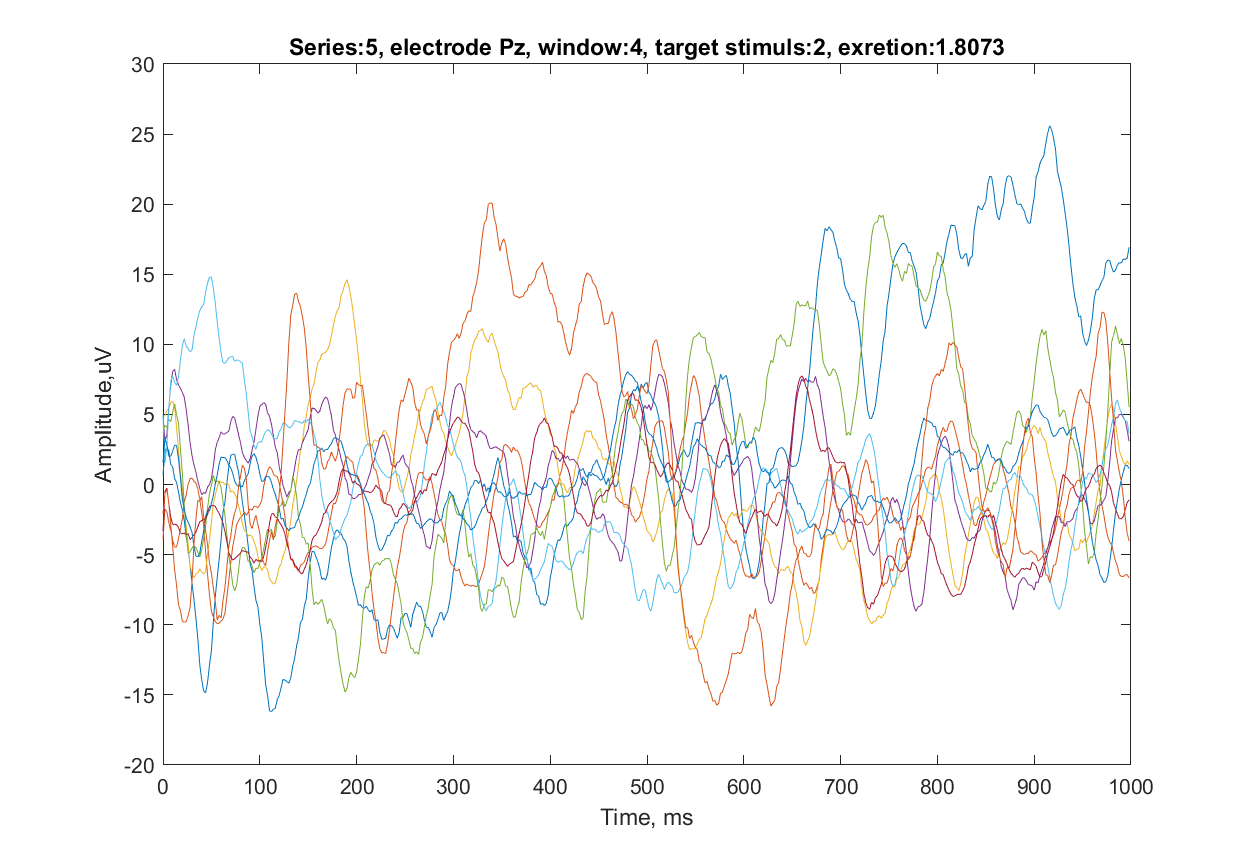 Series:5, electrode Pz, window:4, target stimuls:2, exretion:1.8073
30
25
20
15
10
5
0
-5
-10
-15
-20
Amplitude,uV
0 100 200 300 400 500 600 700 800 900 1000
Time, ms